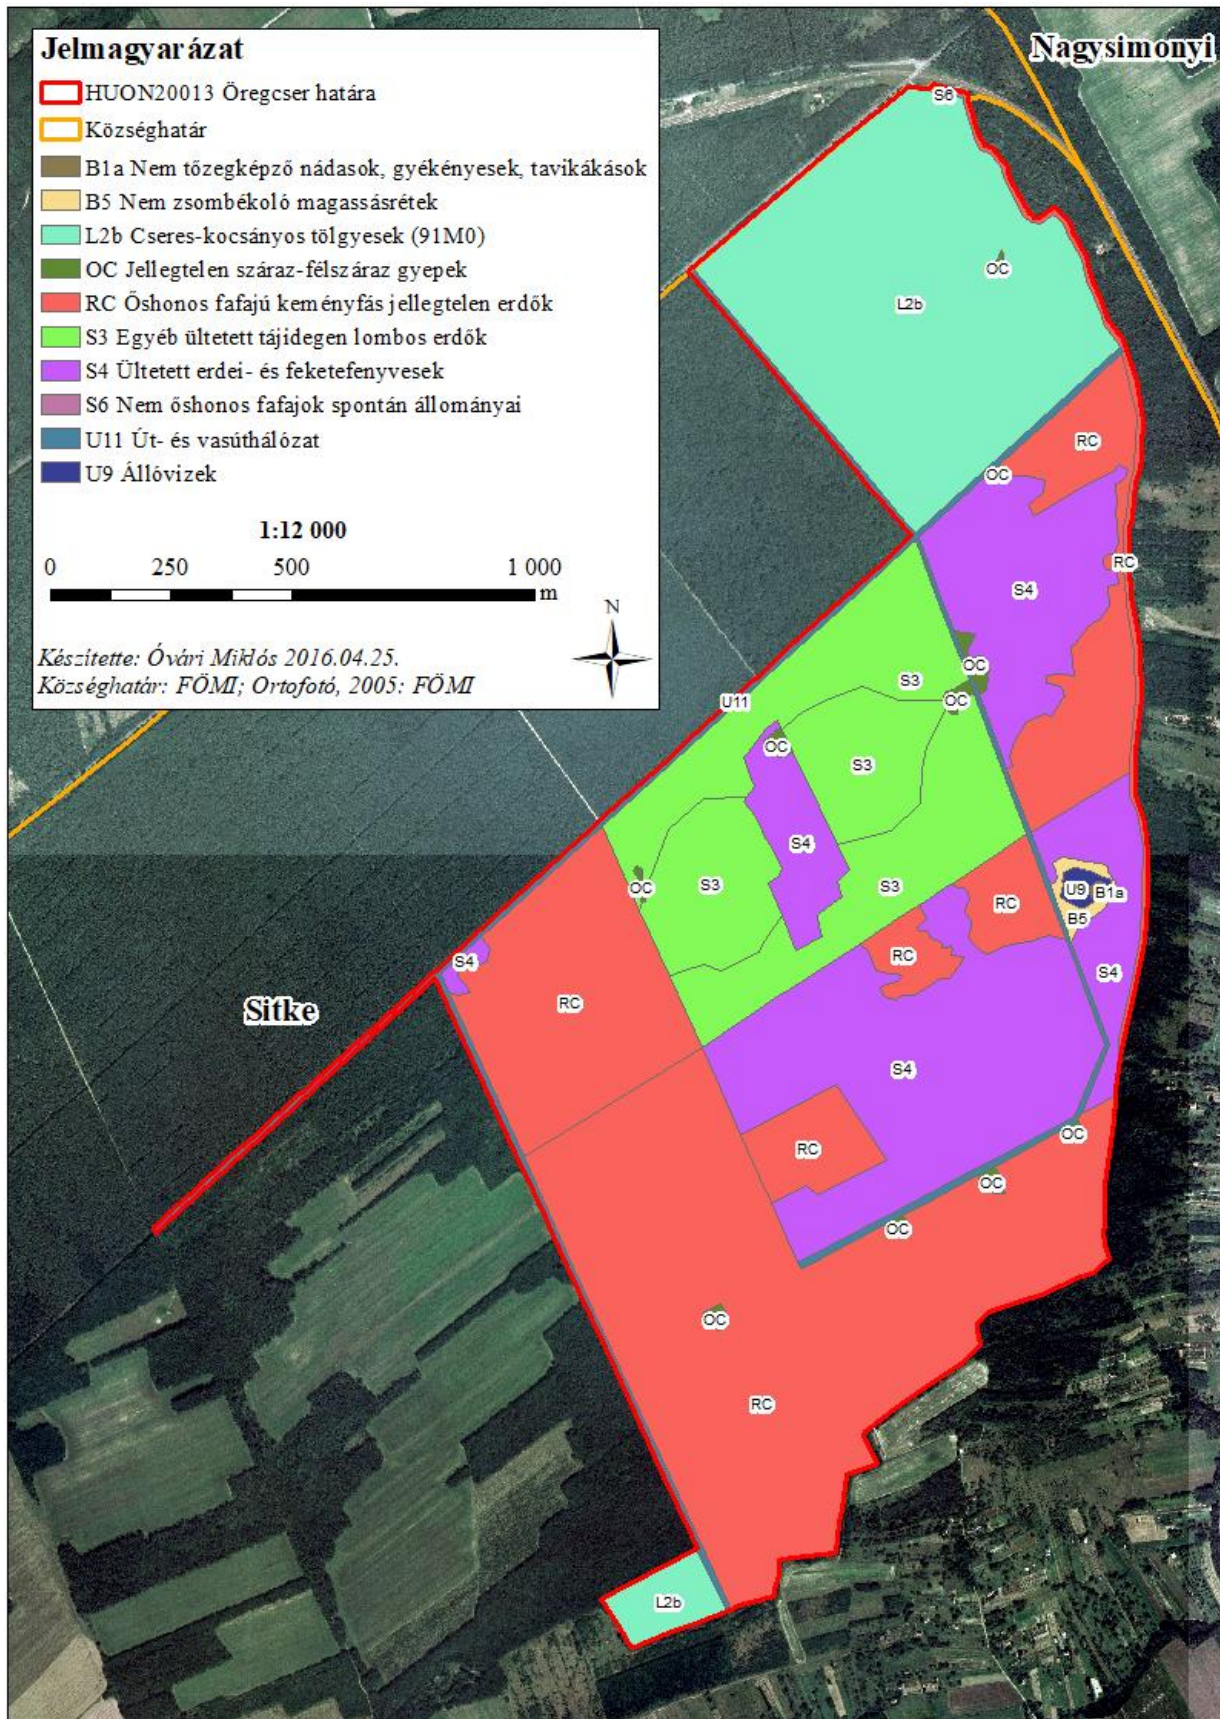 Jelmagyarázat
HUON20013 Öregcser határa
Községhatár
B1a Nem tőzegképző nádasok, gyékényesek, tavikákások
B5 Nem zsombékoló magassásrétek
L2b Cseres-kocsányos tölgyesek (91M0)
OC Jellegtelen száraz-félszáraz gyepek
RC Őshonos fafajú keményfás jellegtelen erdők
S3 Egyéb ültetett tájidegen lombos erdők
S4 Ültetett erdei- és feketefenyvesek
S6 Nem őshonos fafajok spontán állományai
U11 Út- és vasúthálózat
U9 Állóvizek
1:12 000
0 250 500 1 000
m
N
Készítette: Óvári Miklós 2016.04.25.
Községhatár: FÖMI; Ortofotó, 2005: FÖMI
Nagysimonyi
S6
OC
L2b
RC
OC
RC
S4
OC
S3
OC
U11
OC
S3
S4
OC
S3
S3
U9
B1a
RC
B5
RC
S4
S4
RC
Sitke
S4
OC
RC
OC
OC
OC
RC
L2b